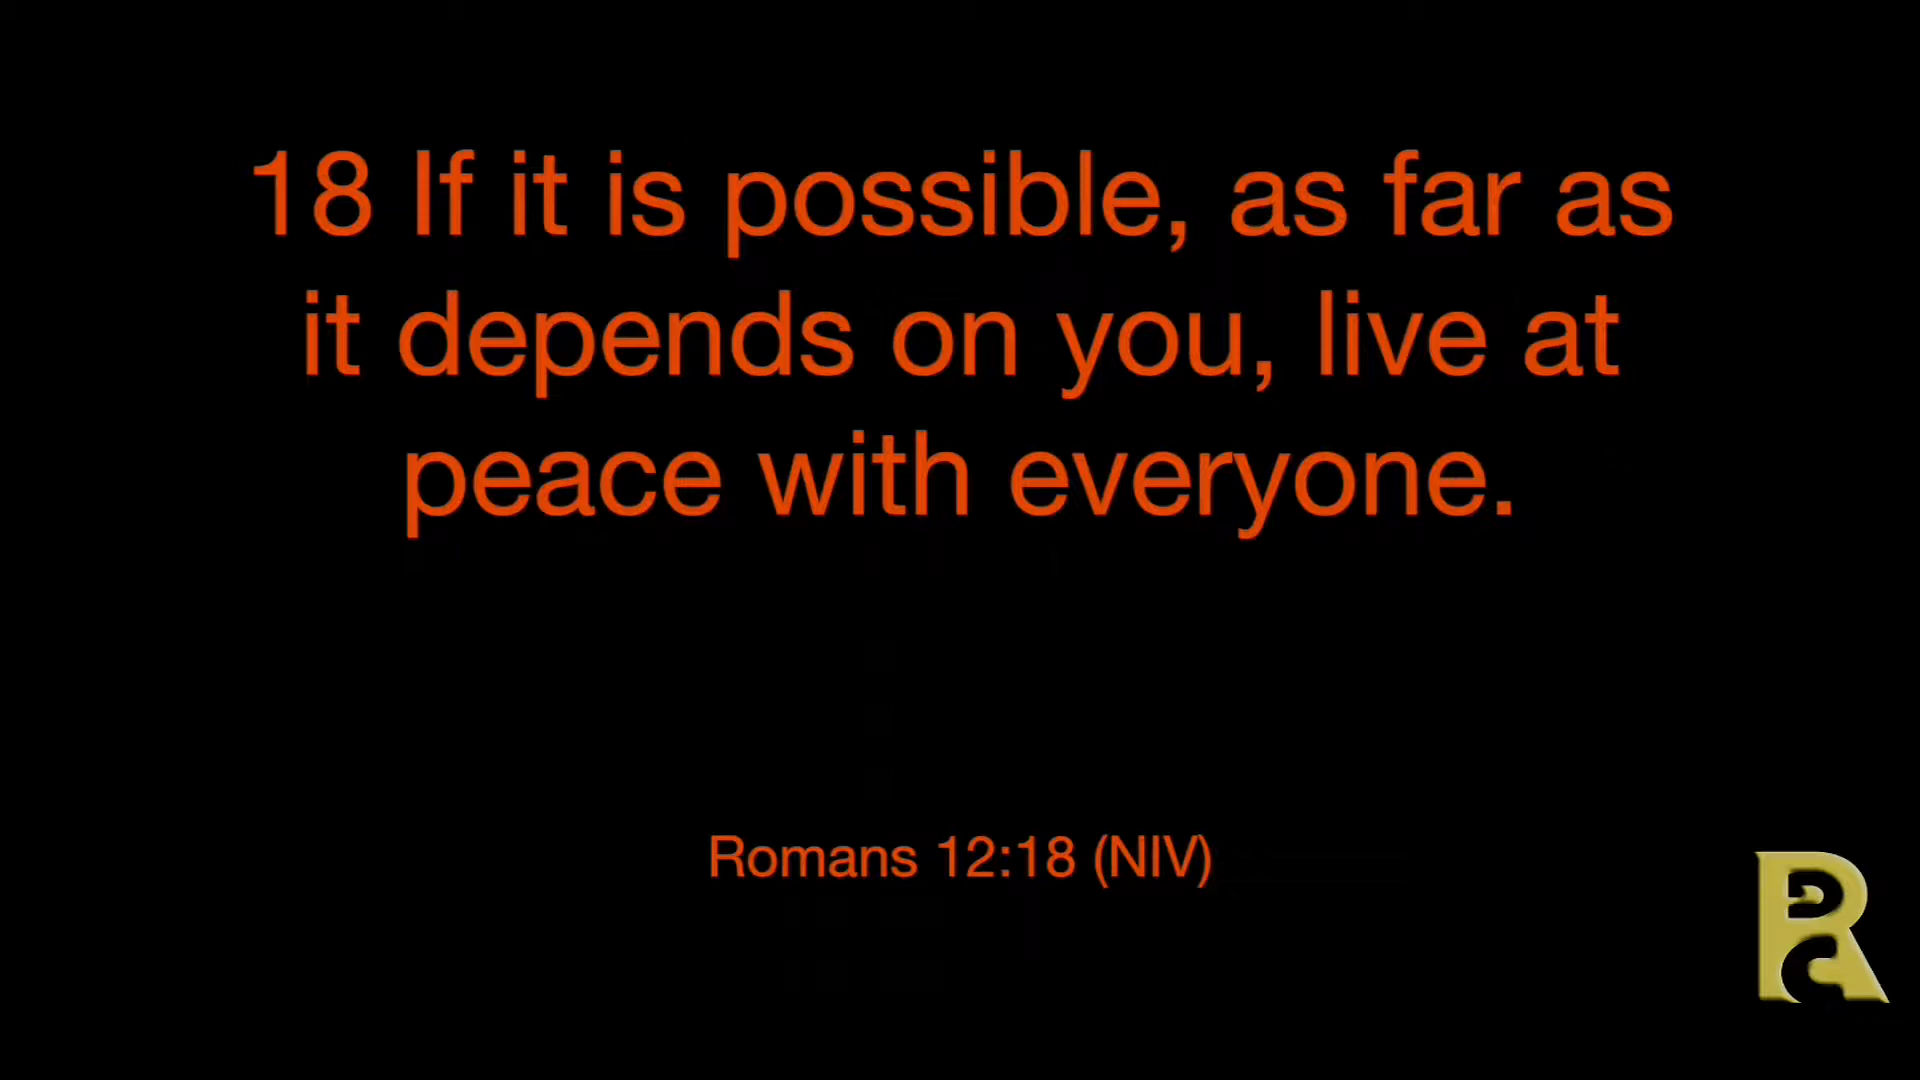 18 If it is possible, as far as
it depends on you, live at
peace with everyone.
Romans 12:18 (NIV)